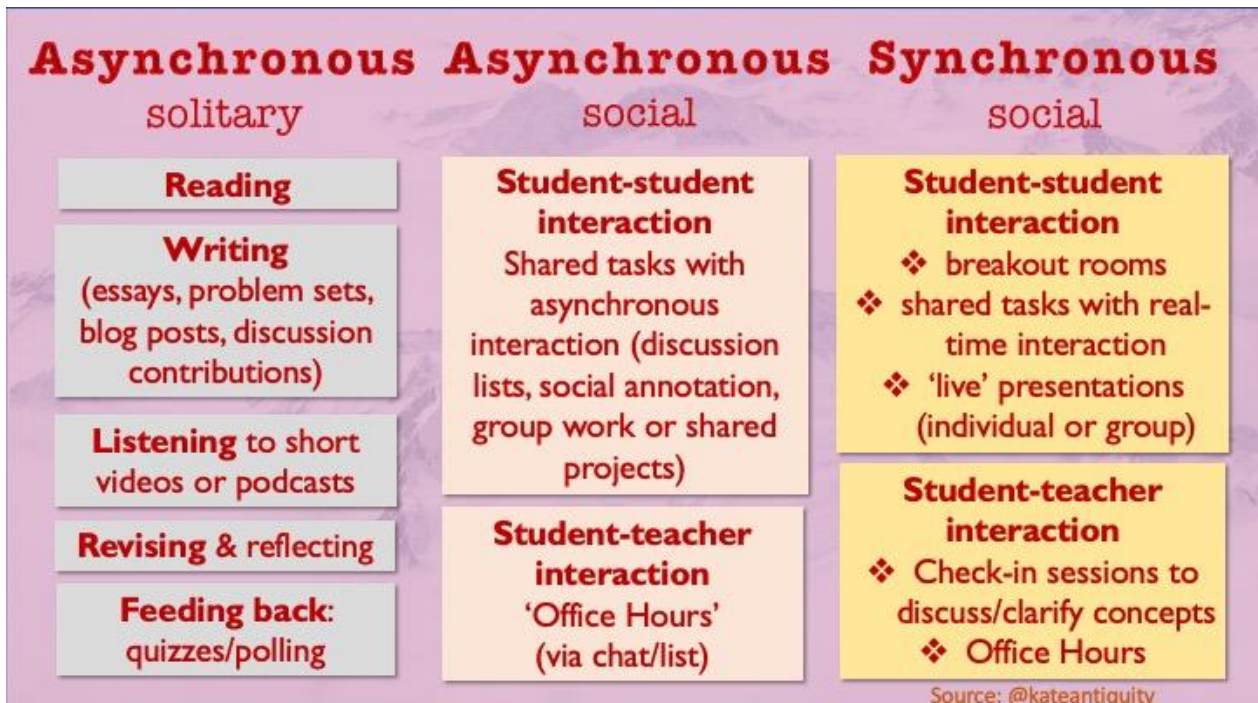 Asynchronous
solitary
Reading
Writing
(essays, problem sets,
blog posts, discussion
contributions)
Listening to short
videos or podcasts
Revising & reflecting
Feeding back:
quizzes/polling
Asynchronous
social
Student-student
interaction
Shared tasks with
asynchronous
interaction (discussion
lists, social annotation,
group work or shared
projects)
Student-teacher
interaction
‘Office Hours’
(via chat/list)
Synchronous
social
Student-student
interaction
❖ breakout rooms
❖ shared tasks with real-
time interaction
❖ ‘live’ presentations
(individual or group)
Student-teacher
interaction
❖ Check-in sessions to
discuss/clarify concepts
❖ Office Hours
Source: @kateantiquity